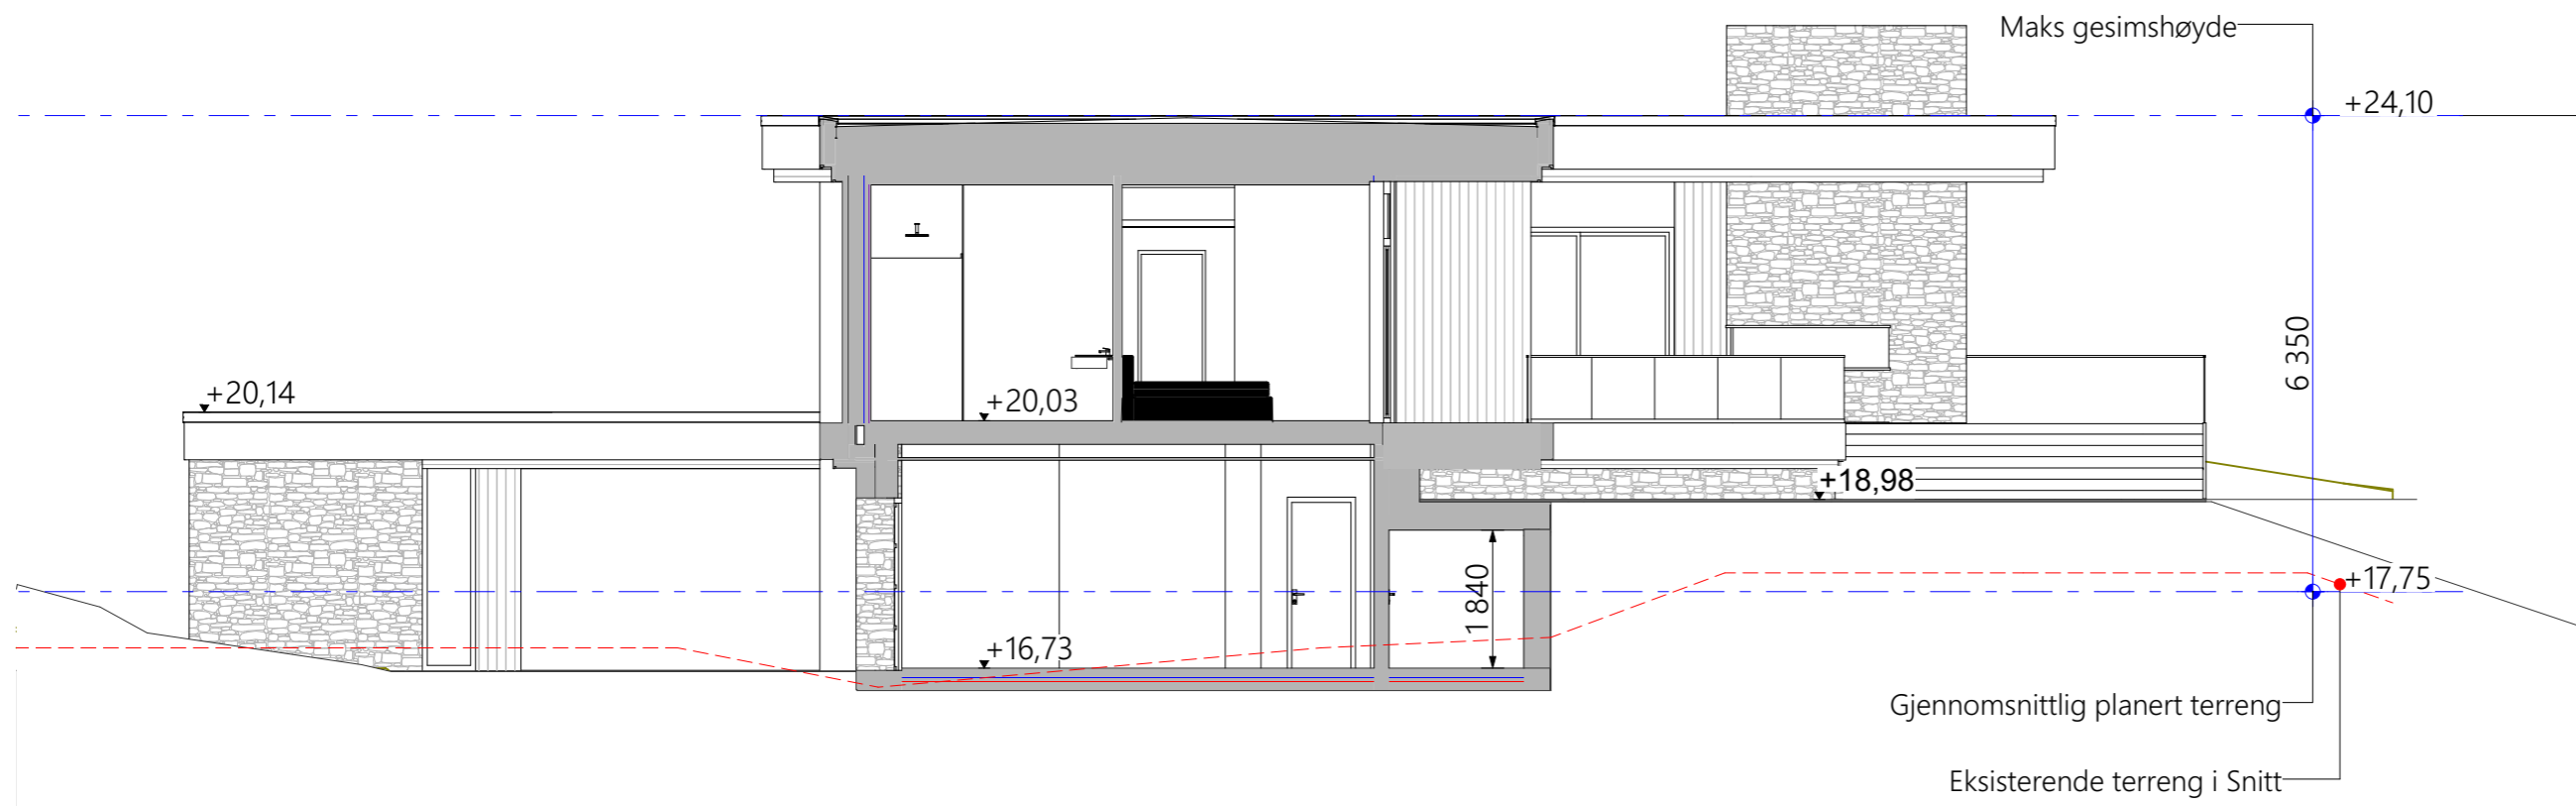 Maks gesimshøyde
+24,10
6 350
+20,14
+20,03
+18,98
+17,75
1 840
+16,73
Gjennomsnittlig planert terreng
Eksisterende terreng i Snitt